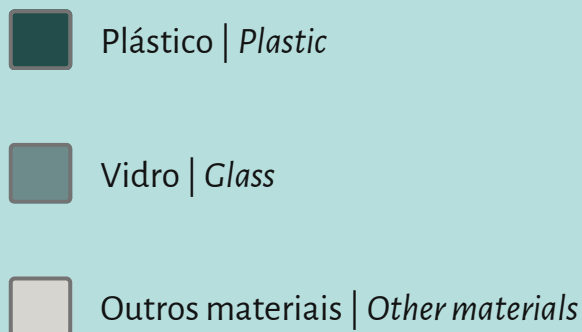 Plástico | Plastic
Vidro | Glass
Outros materiais | Other materials